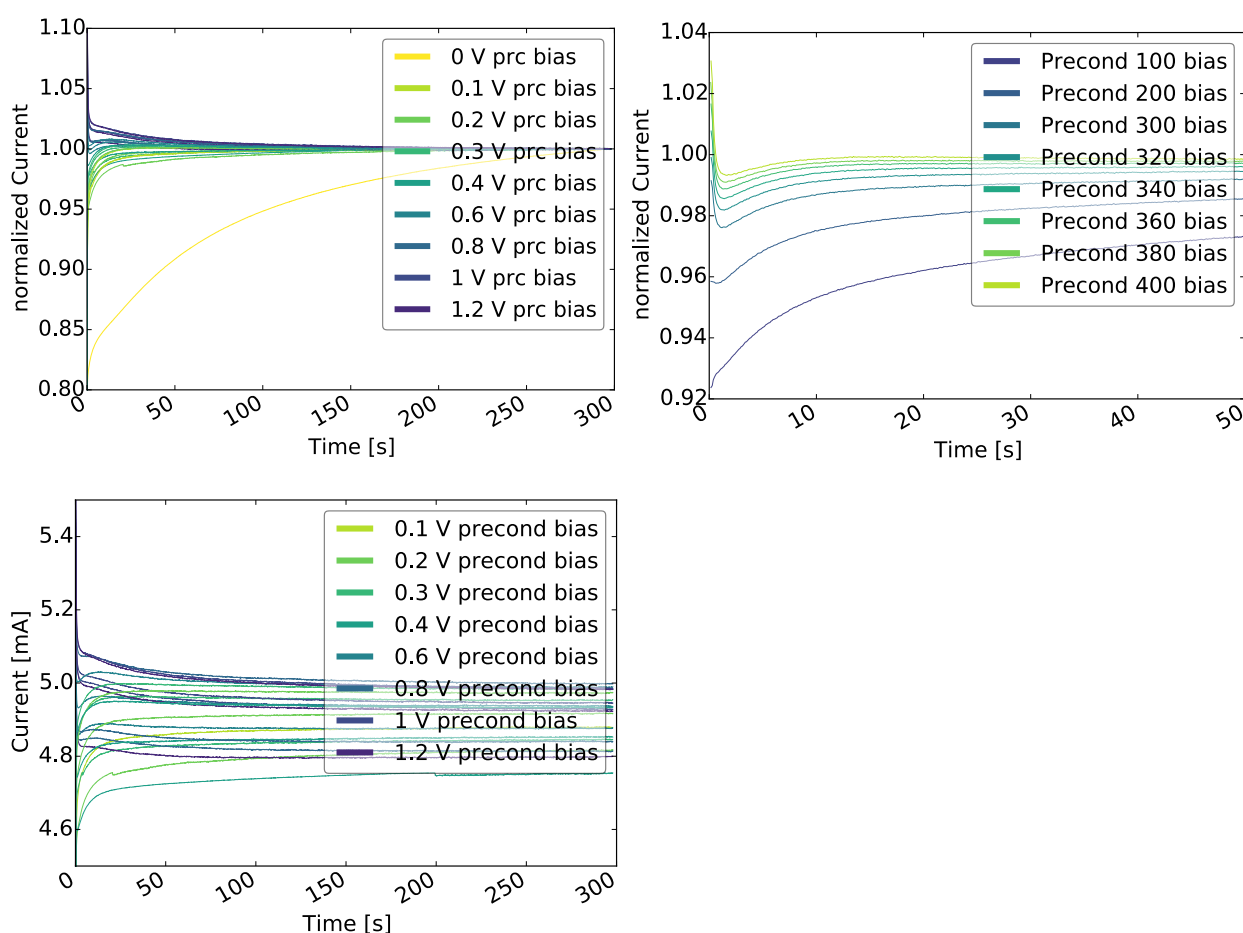 1.10
1.05
1.00
0.95
0.90
0.85
0.80
normalized Current
0 V prc bias
0.1 V prc bias
0.2 V prc bias
0.3 V prc bias
0.4 V prc bias
0.6 V prc bias
0.8 V prc bias
1 V prc bias
1.2 V prc bias
0 50 100 150 200 250 300
Time [s]
1.04
1.02
1.00
0.98
0.96
0.94
0.92
normalized Current
Precond 100 bias
Precond 200 bias
Precond 300 bias
Precond 320 bias
Precond 340 bias
Precond 360 bias
Precond 380 bias
Precond 400 bias
0 10 20 30 40 50
Time [s]
5.4
5.2
5.0
4.8
4.6
Current [mA]
0.1 V precond bias
0.2 V precond bias
0.3 V precond bias
0.4 V precond bias
0.6 V precond bias
0.8 V precond bias
1 V precond bias
1.2 V precond bias
0 50 100 150 200 250 300
Time [s]